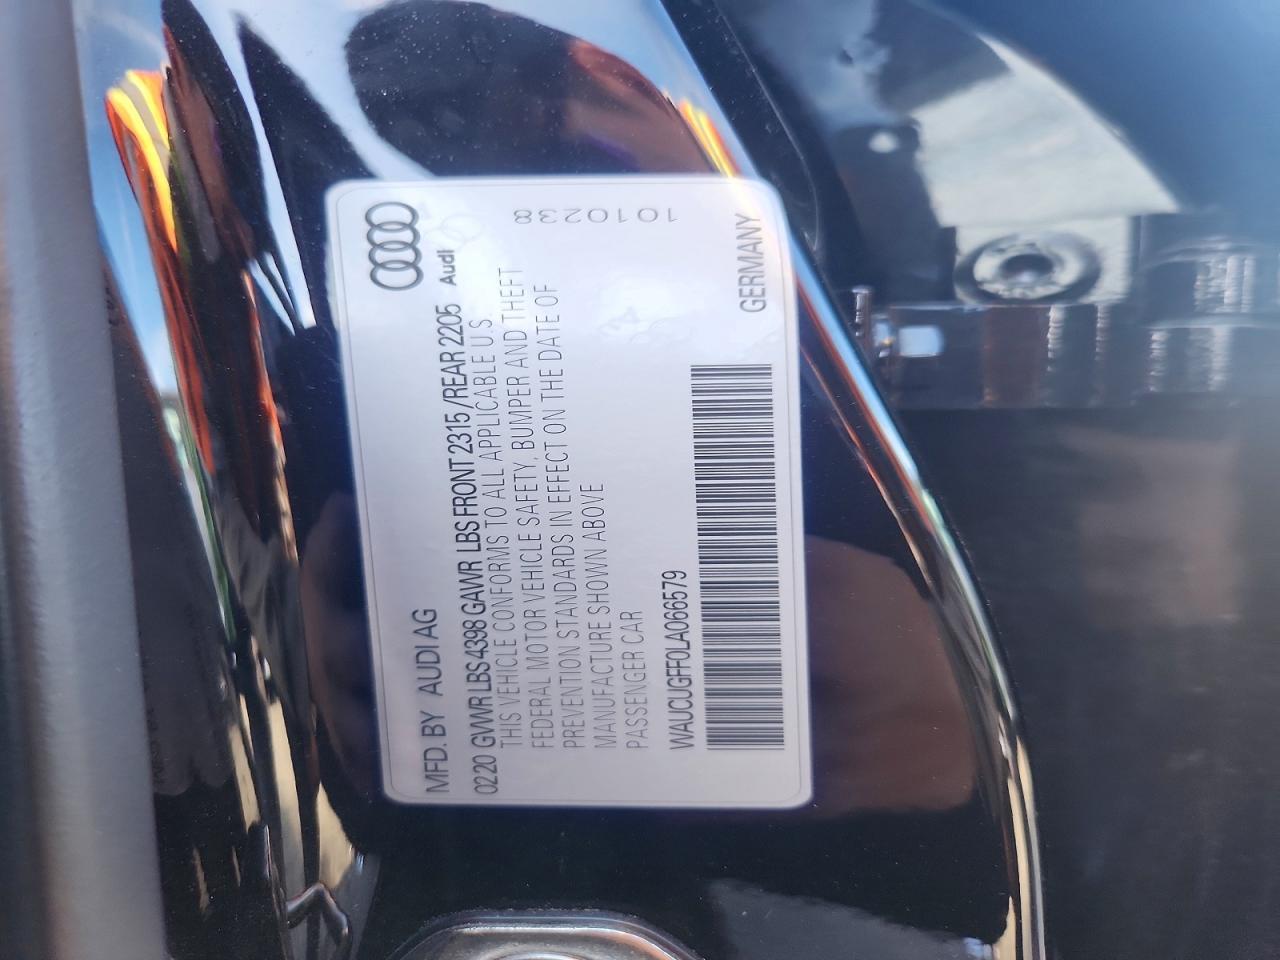 MFD. BY AUDI AG
Audi
0220 GVWR LBS 4398 GAWR LBS FRONT 2315 /REAR 2205
THIS VEHICLE CONFORMS TO ALL APPLICABLE U.S.
FEDERAL MOTOR VEHICLE SAFETY, BUMPER AND THEFT
PREVENTION STANDARDS IN EFFECT ON THE DATE OF
MANUFACTURE SHOWN ABOVE
PASSENGER CAR
WAUCUGFF0LA066579
GERMANY
1010238